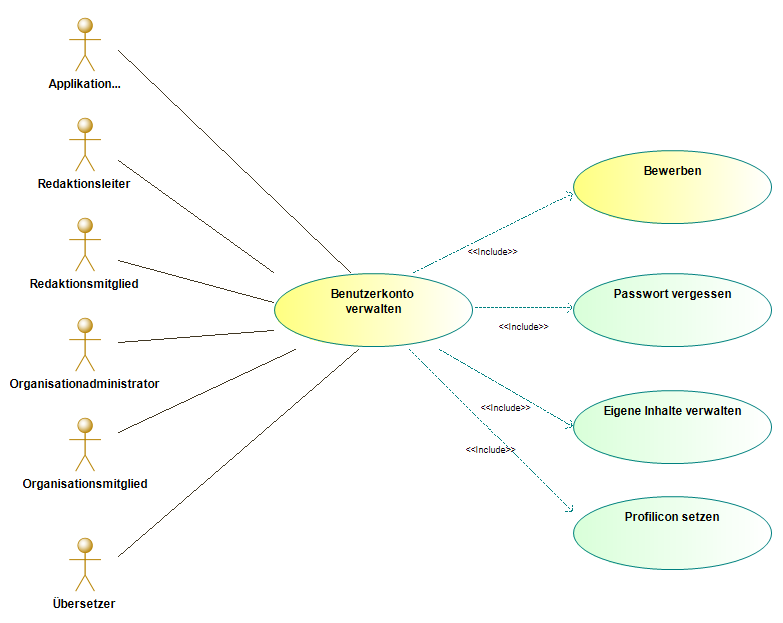 Applikation...
Redaktionsleiter
Redaktionsmitglied
Organisationadministrator
Organisationsmitglied
Übersetzer
Benutzerkonto
verwalten
<<Include>>
<<Include>>
<<Include>>
<<Include>>
Bewerben
Passwort vergessen
Eigene Inhalte verwalten
Profilicon setzen